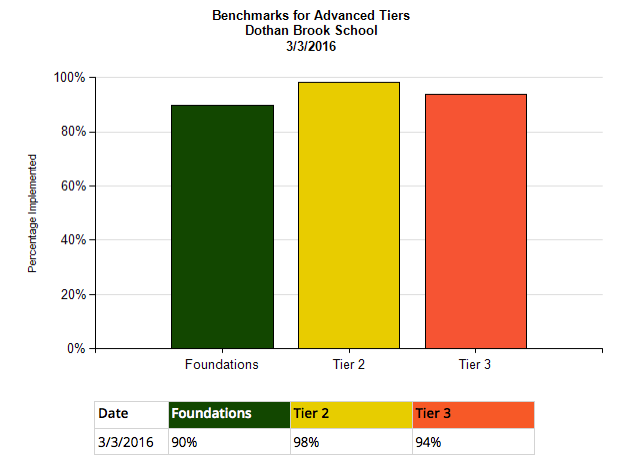 Benchmarks for Advanced Tiers
Dothan Brook School
3/3/2016
Percentage Implemented
100%
80%
60%
40%
20%
0%
Foundations Tier 2 Tier 3
Date Foundations Tier 2 Tier 3
3/3/2016 90% 98% 94%